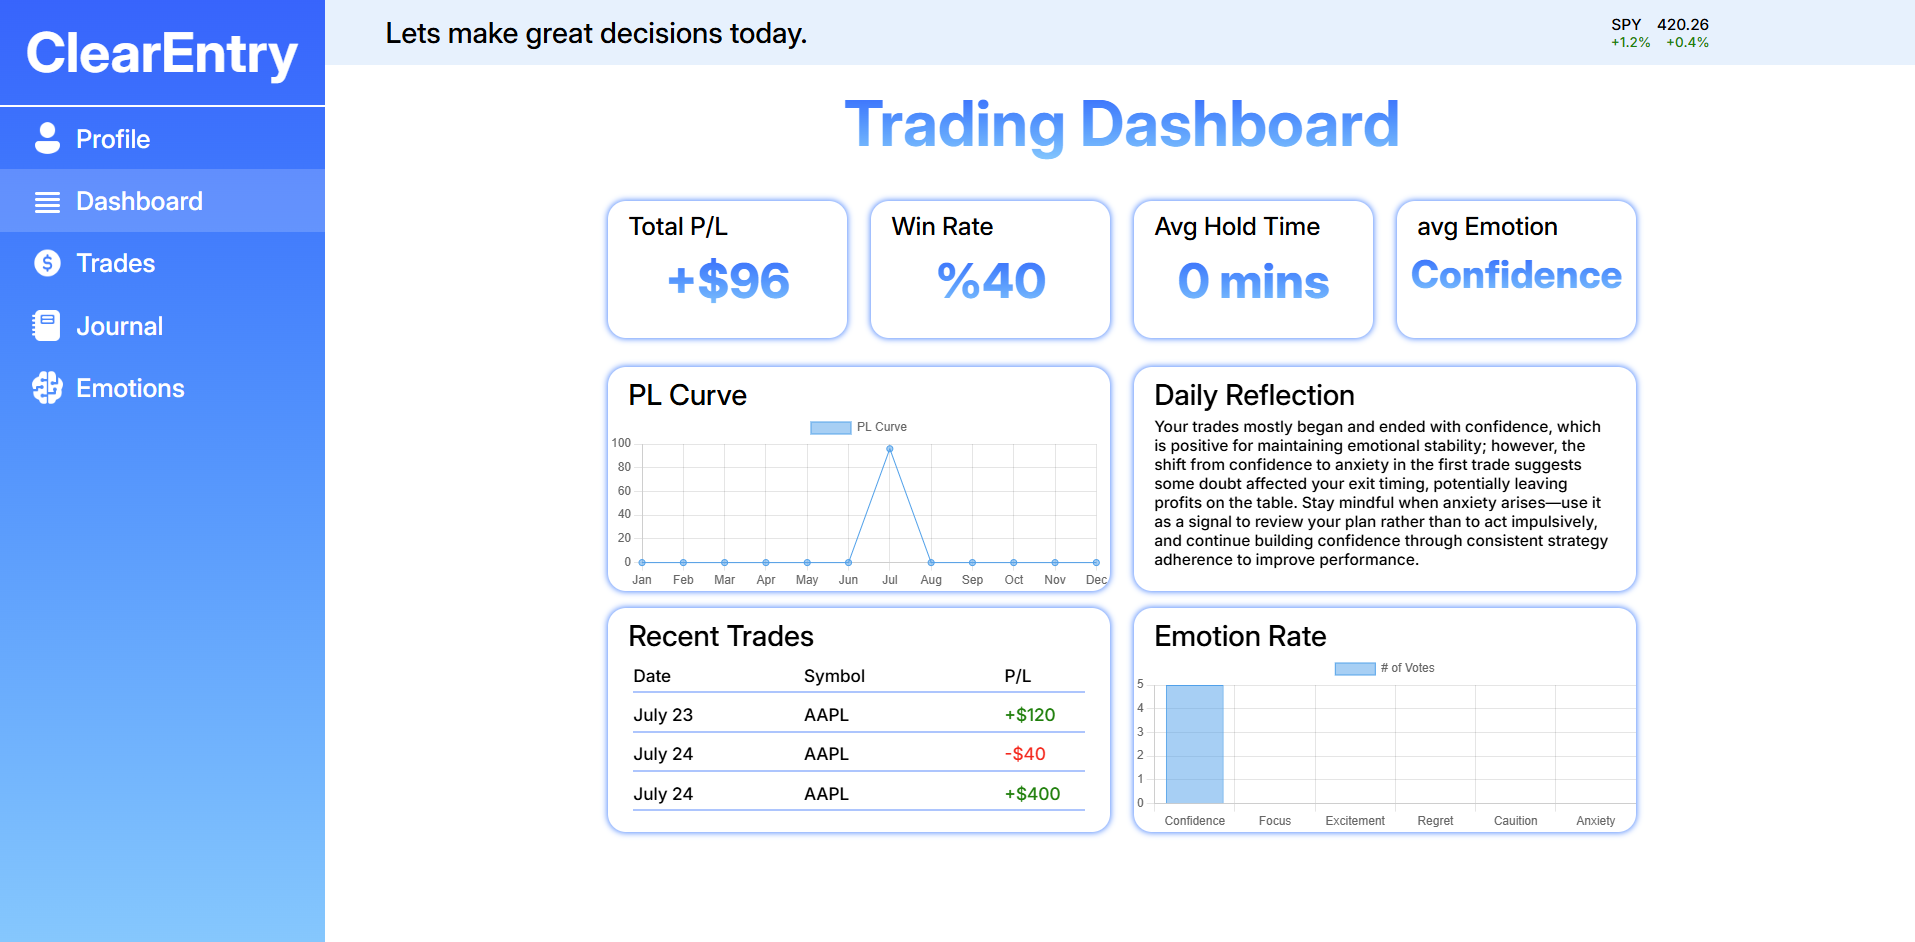 ClearEntry
Profile
Dashboard
Trades
Journal
Emotions
Lets make great decisions today.
SPY 420.26
+1.2% +0.4%
Trading Dashboard
Total P/L
+$96
Win Rate
%40
Avg Hold Time
0 mins
avg Emotion
Confidence
PL Curve
PL Curve
100
80
60
40
20
0
Jan Feb Mar Apr May Jun Jul Aug Sep Oct Nov Dec
Daily Reflection
Your trades mostly began and ended with confidence, which
is positive for maintaining emotional stability; however, the
shift from confidence to anxiety in the first trade suggests
some doubt affected your exit timing, potentially leaving
profits on the table. Stay mindful when anxiety arises—use it
as a signal to review your plan rather than to act impulsively,
and continue building confidence through consistent strategy
adherence to improve performance.
Recent Trades
Date Symbol P/L
July 23 AAPL +$120
July 24 AAPL -$40
July 24 AAPL +$400
Emotion Rate
# of Votes
5
4
3
2
1
0
Confidence Focus Excitement Regret Cauition Anxiety